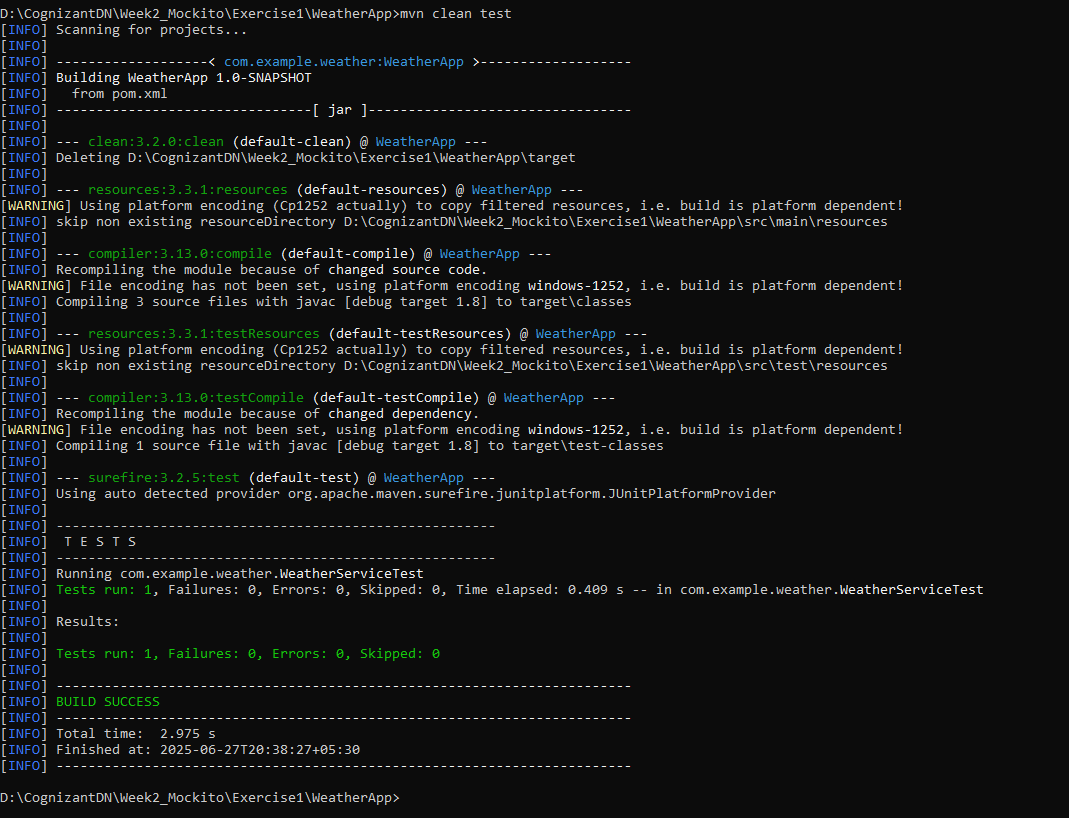 D:\CognizantDN\Week2_Mockito\Exercise1\WeatherApp>mvn clean test
[INFO] Scanning for projects...
[INFO]
[INFO] -------------------< com.example.weather:WeatherApp >-------------------
[INFO] Building WeatherApp 1.0-SNAPSHOT
[INFO]   from pom.xml
[INFO] --------------------------------[ jar ]---------------------------------
[INFO]
[INFO] --- clean:3.2.0:clean (default-clean) @ WeatherApp ---
[INFO] Deleting D:\CognizantDN\Week2_Mockito\Exercise1\WeatherApp\target
[INFO]
[INFO] --- resources:3.3.1:resources (default-resources) @ WeatherApp ---
[WARNING] Using platform encoding (Cp1252 actually) to copy filtered resources, i.e. build is platform dependent!
[INFO] skip non existing resourceDirectory D:\CognizantDN\Week2_Mockito\Exercise1\WeatherApp\src\main\resources
[INFO]
[INFO] --- compiler:3.13.0:compile (default-compile) @ WeatherApp ---
[INFO] Recompiling the module because of changed source code.
[WARNING] File encoding has not been set, using platform encoding windows-1252, i.e. build is platform dependent!
[INFO] Compiling 3 source files with javac [debug target 1.8] to target\classes
[INFO]
[INFO] --- resources:3.3.1:testResources (default-testResources) @ WeatherApp ---
[WARNING] Using platform encoding (Cp1252 actually) to copy filtered resources, i.e. build is platform dependent!
[INFO] skip non existing resourceDirectory D:\CognizantDN\Week2_Mockito\Exercise1\WeatherApp\src\test\resources
[INFO]
[INFO] --- compiler:3.13.0:testCompile (default-testCompile) @ WeatherApp ---
[INFO] Recompiling the module because of changed dependency.
[WARNING] File encoding has not been set, using platform encoding windows-1252, i.e. build is platform dependent!
[INFO] Compiling 1 source file with javac [debug target 1.8] to target\test-classes
[INFO]
[INFO] --- surefire:3.2.5:test (default-test) @ WeatherApp ---
[INFO] Using auto detected provider org.apache.maven.surefire.junitplatform.JUnitPlatformProvider
[INFO]
[INFO] -------------------------------------------------------
[INFO]  T E S T S
[INFO] -------------------------------------------------------
[INFO] Running com.example.weather.WeatherServiceTest
[INFO] Tests run: 1, Failures: 0, Errors: 0, Skipped: 0, Time elapsed: 0.409 s -- in com.example.weather.WeatherServiceTest
[INFO]
[INFO] Results:
[INFO]
[INFO] Tests run: 1, Failures: 0, Errors: 0, Skipped: 0
[INFO]
[INFO] ------------------------------------------------------------------------
[INFO] BUILD SUCCESS
[INFO] ------------------------------------------------------------------------
[INFO] Total time:  2.975 s
[INFO] Finished at: 2025-06-27T20:38:27+05:30
[INFO] ------------------------------------------------------------------------
D:\CognizantDN\Week2_Mockito\Exercise1\WeatherApp>